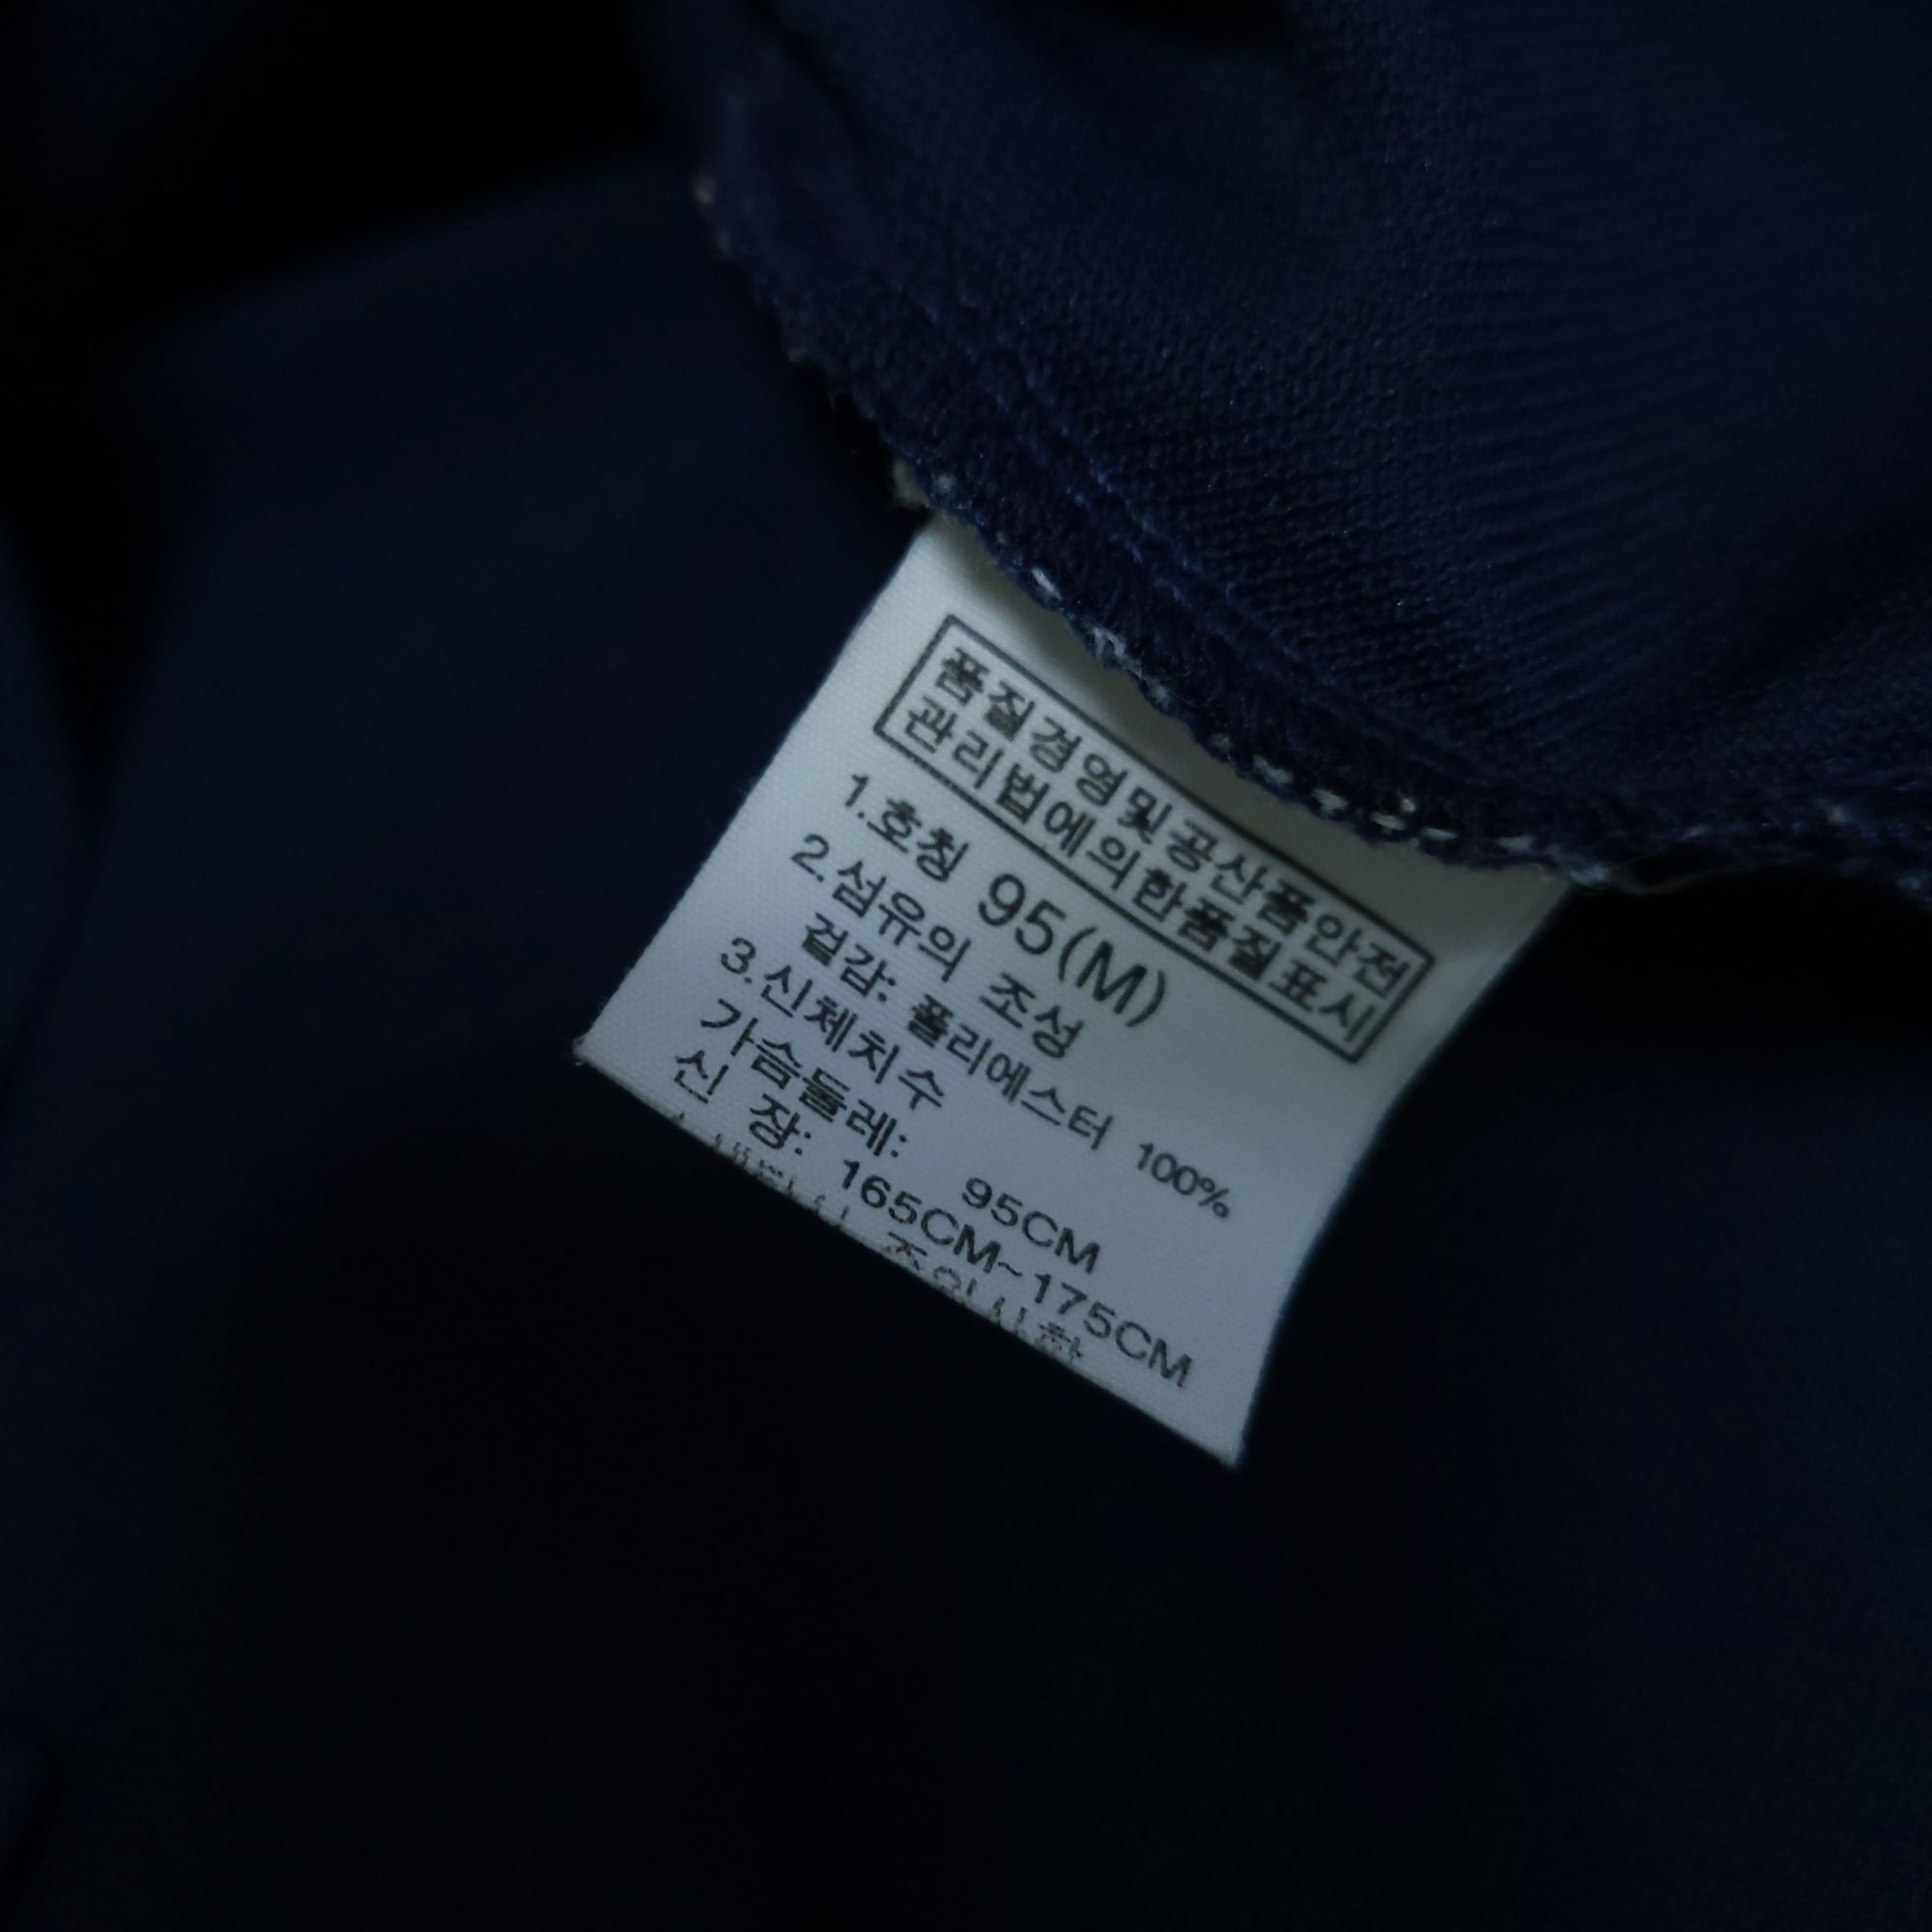 품질경영및공산품안전
관리법에의한품질표시
1.호칭 95(M)
2.섬유의 조성
겉감: 폴리에스터 100%
3.신체치수
가슴둘레: 95CM
신 장: 165CM~175CM